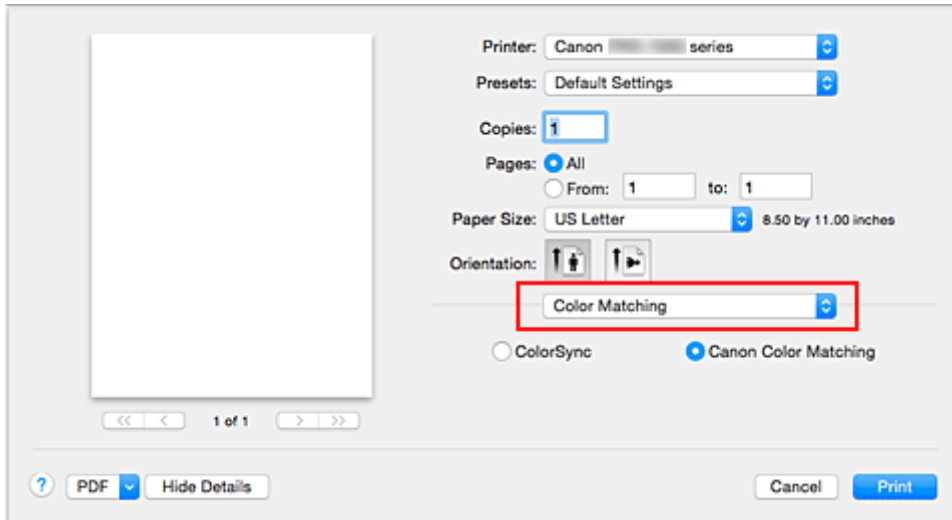 Printer: Canon series
Presets: Default Settings
Copies: 1
Pages: All
From: 1 to: 1
Paper Size: US Letter 8.50 by 11.00 inches
Orientation:
Color Matching
ColorSync Canon Color Matching
<< < 1 of 1 > >>
? PDF Hide Details Cancel Print